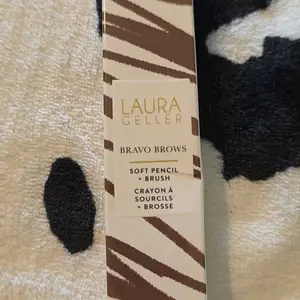 LAURA
GELLER
BRAVO BROWS
SOFT PENCIL
+ BRUSH
CRAYON À
SOURCILS
+ BROSSE